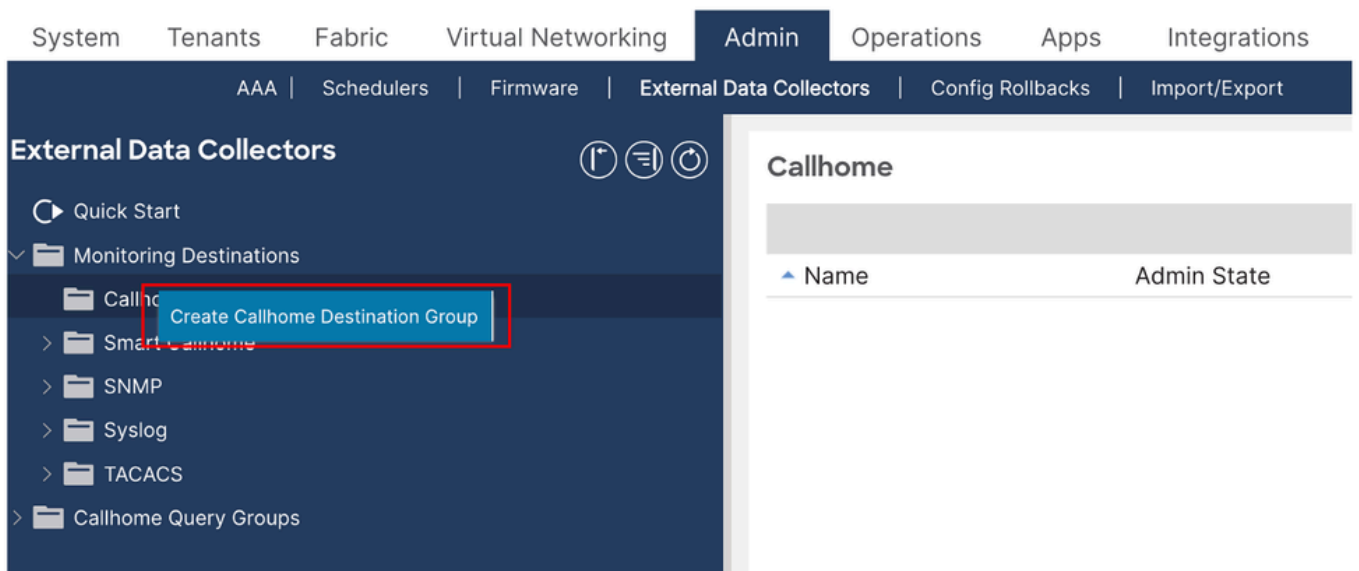 System Tenants Fabric Virtual Networking Admin Operations Apps Integrations
AAA | Schedulers | Firmware | External Data Collectors | Config Rollbacks | Import/Export
External Data Collectors
Callhome
Quick Start
Monitoring Destinations
Name Admin State
Create Callhome Destination Group
Smart Callhome
SNMP
Syslog
TACACS
Callhome Query Groups